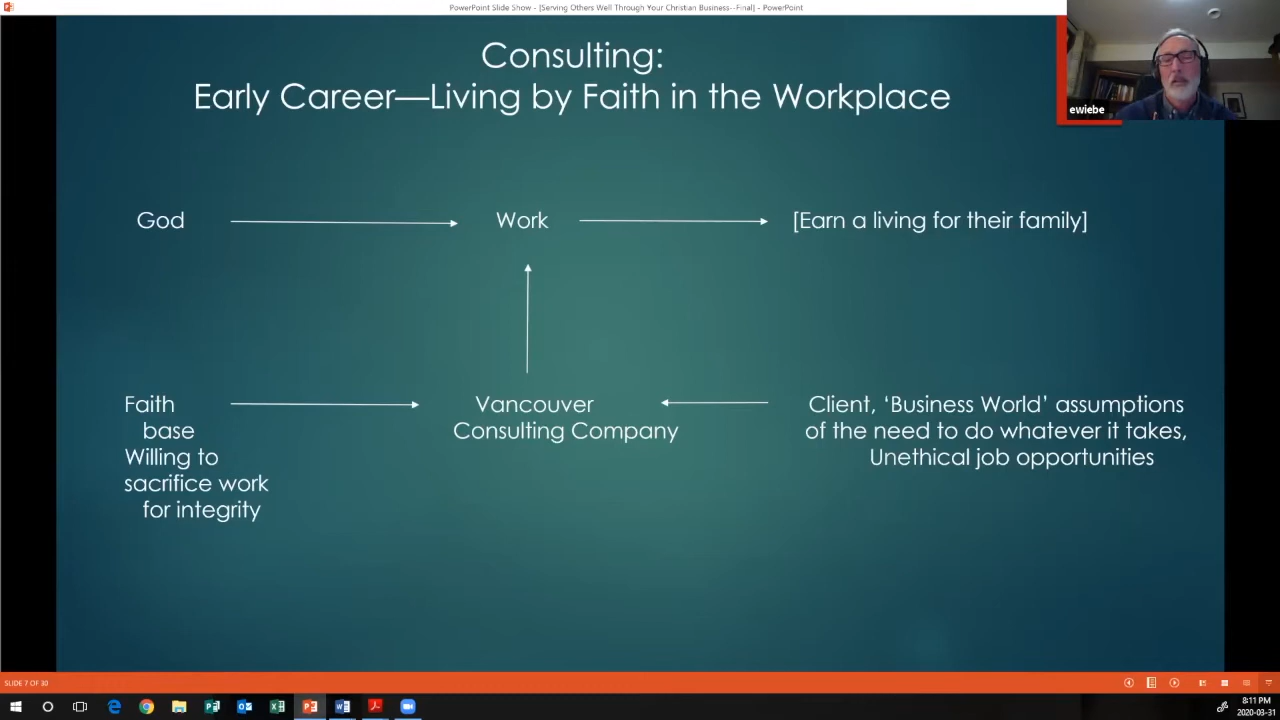 PowerPoint Slide Show - [Serving Others Well Through Your Christian Business--Final] - PowerPoint
Consulting:
Early Career—Living by Faith in the Workplace
ewiebe
God
Work
[Earn a living for their family]
Faith
base
Willing to
sacrifice work
for integrity
Vancouver
Consulting Company
Client, ‘Business World’ assumptions
of the need to do whatever it takes,
Unethical job opportunities
SLIDE 7 OF 30
8:11 PM
2020-03-31